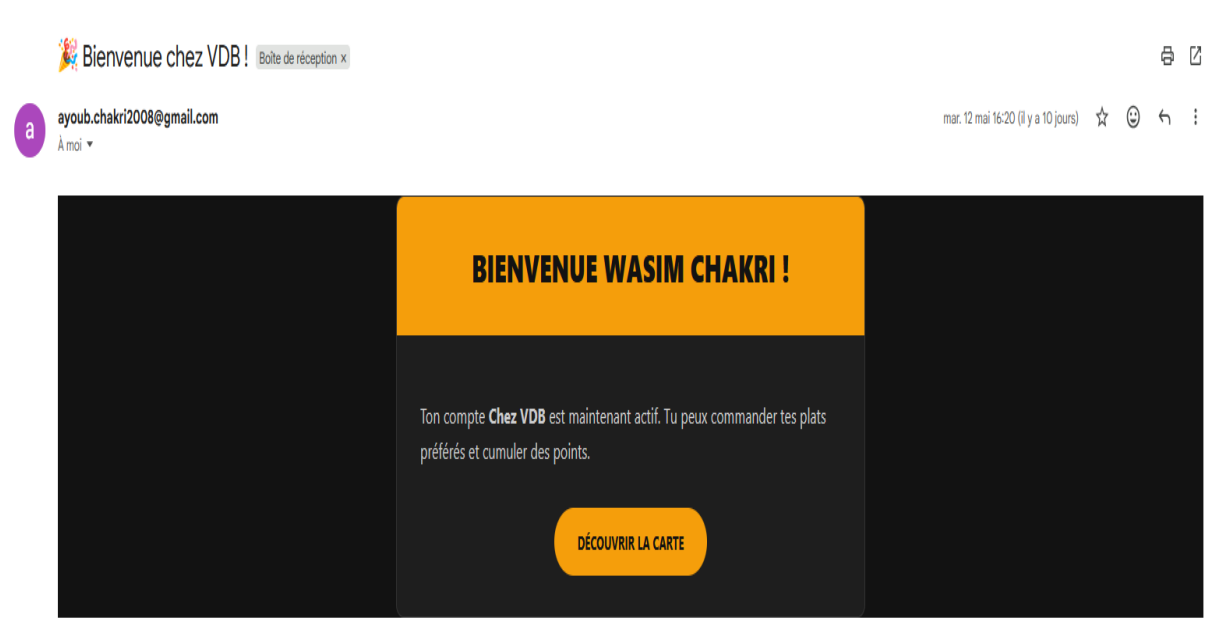 🎉 Bienvenue chez VDB ! Boîte de réception ×
a
ayoub.chakri2008@gmail.com
mar. 12 mai 16:20 (il y a 10 jours)
À moi
BIENVENUE WASIM CHAKRI !
Ton compte Chez VDB est maintenant actif. Tu peux commander tes plats
préférés et cumuler des points.
DÉCOUVRIR LA CARTE